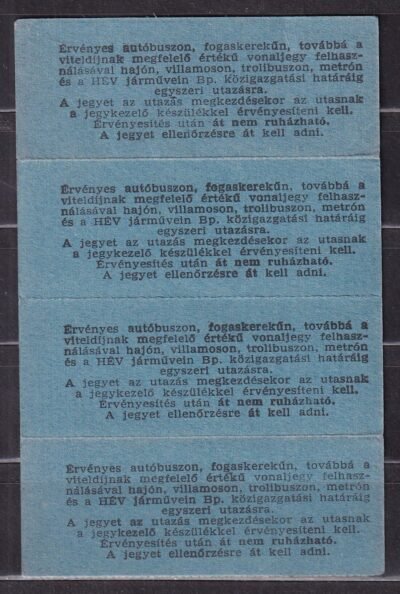 Érvényes autóbuszon, fogaskerekűn, továbbá a
viteldíjnak megfelelő értékű vonaljegy felhasz-
nálásával hajón, villamoson, trolibuszon, metrón
és a HÉV járművein Bp. közigazgatási határáig
egyszeri utazásra.
A jegyet az utazás megkezdésekor az utasnak
a jegykezelő készülékkel érvényesíteni kell.
Érvényesítés után át nem ruházható.
A jegyet ellenőrzésre át kell adni.
Érvényes autóbuszon, fogaskerekűn, továbbá a
viteldíjnak megfelelő értékű vonaljegy felhasz-
nálásával hajón, villamoson, trolibuszon, metrón
és a HÉV járművein Bp. közigazgatási határáig
egyszeri utazásra.
A jegyet az utazás megkezdésekor az utasnak
a jegykezelő készülékkel érvényesíteni kell.
Érvényesítés után át nem ruházható.
A jegyet ellenőrzésre át kell adni.
Érvényes autóbuszon, fogaskerekűn, továbbá a
viteldíjnak megfelelő értékű vonaljegy felhasz-
nálásával hajón, villamoson, trolibuszon, metrón
és a HÉV járművein Bp. közigazgatási határáig
egyszeri utazásra.
A jegyet az utazás megkezdésekor az utasnak
a jegykezelő készülékkel érvényesíteni kell.
Érvényesítés után át nem ruházható.
A jegyet ellenőrzésre át kell adni.
Érvényes autóbuszon, fogaskerekűn, továbbá a
viteldíjnak megfelelő értékű vonaljegy felhasz-
nálásával hajón, villamoson, trolibuszon, metrón
és a HÉV járművein Bp. közigazgatási határáig
egyszeri utazásra.
A jegyet az utazás megkezdésekor az utasnak
a jegykezelő készülékkel érvényesíteni kell.
Érvényesítés után át nem ruházható.
A jegyet ellenőrzésre át kell adni.